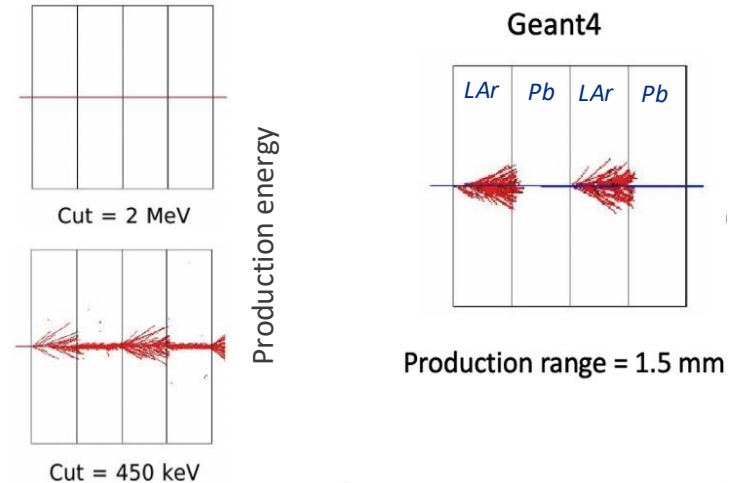 Cut = 2 MeV
Cut = 450 keV
Production energy
Geant4
LAr Pb LAr Pb
Production range = 1.5 mm